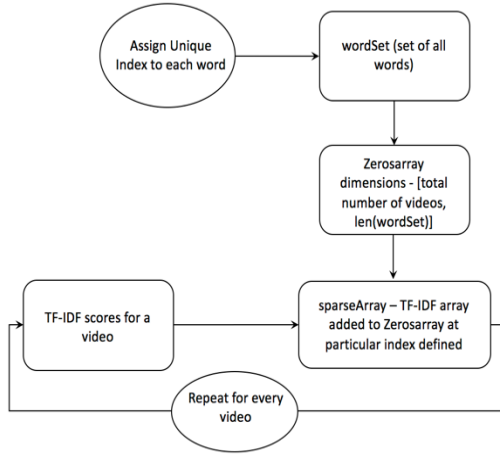 Assign Unique
Index to each word
wordSet (set of all
words)
Zerosarray
dimensions - [total
number of videos,
len(wordSet)]
TF-IDF scores for a
video
sparseArray – TF-IDF array
added to Zerosarray at
particular index defined
Repeat for every
video